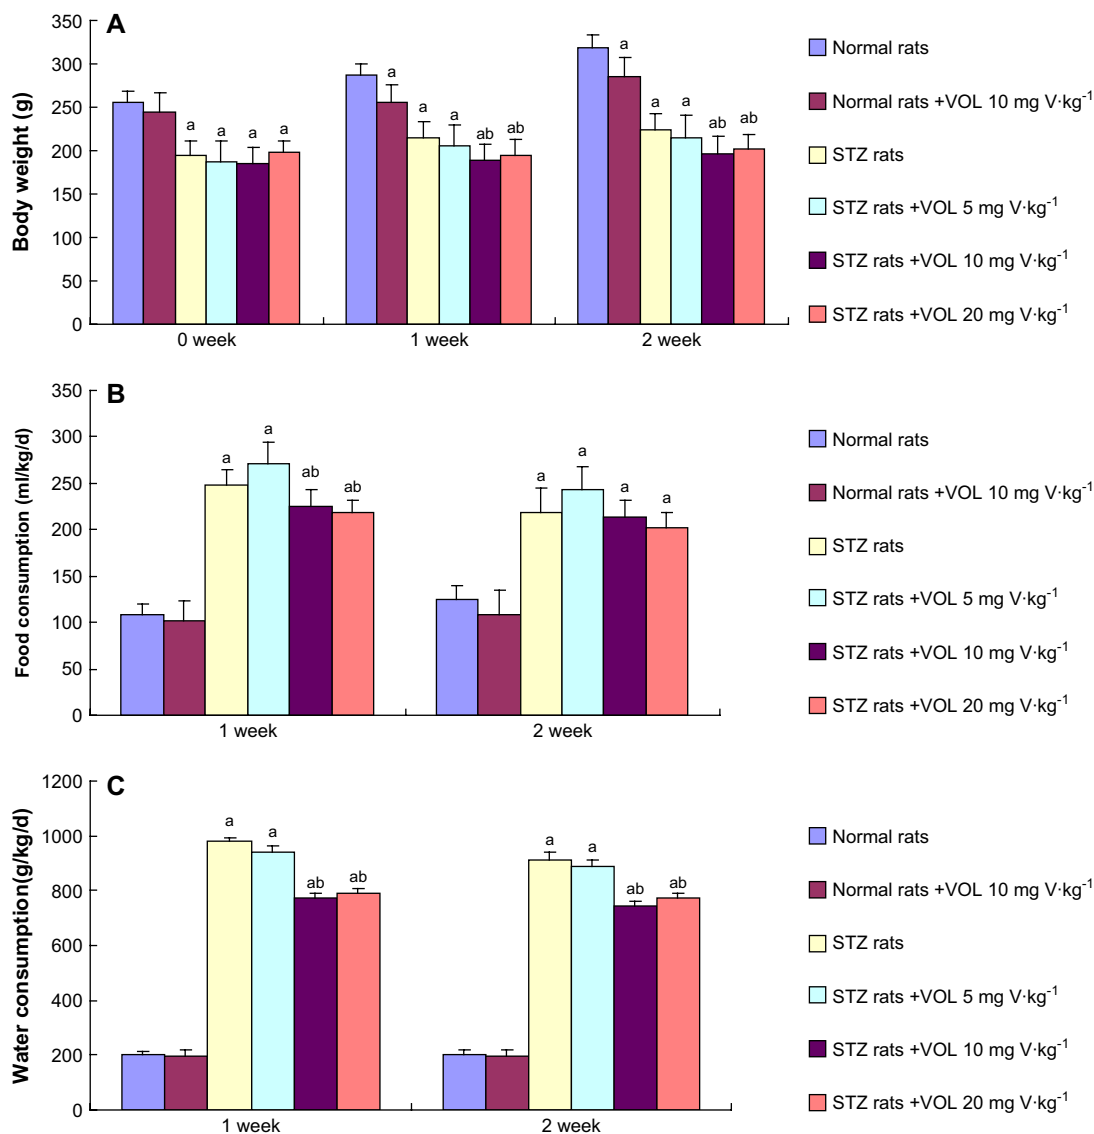 A
350
300
250
200
150
100
50
0
Body weight (g)
a a a a
a a a ab ab
a a a ab ab
0 week 1 week 2 week
Normal rats
Normal rats +VOL 10 mg V·kg⁻¹
STZ rats
STZ rats +VOL 5 mg V·kg⁻¹
STZ rats +VOL 10 mg V·kg⁻¹
STZ rats +VOL 20 mg V·kg⁻¹
B
350
300
250
200
150
100
50
0
Food consumption (ml/kg/d)
a a ab ab
a a a a
1 week 2 week
Normal rats
Normal rats +VOL 10 mg V·kg⁻¹
STZ rats
STZ rats +VOL 5 mg V·kg⁻¹
STZ rats +VOL 10 mg V·kg⁻¹
STZ rats +VOL 20 mg V·kg⁻¹
C
1200
1000
800
600
400
200
0
Water consumption(g/kg/d)
a a ab ab
a a ab ab
1 week 2 week
Normal rats
Normal rats +VOL 10 mg V·kg⁻¹
STZ rats
STZ rats +VOL 5 mg V·kg⁻¹
STZ rats +VOL 10 mg V·kg⁻¹
STZ rats +VOL 20 mg V·kg⁻¹